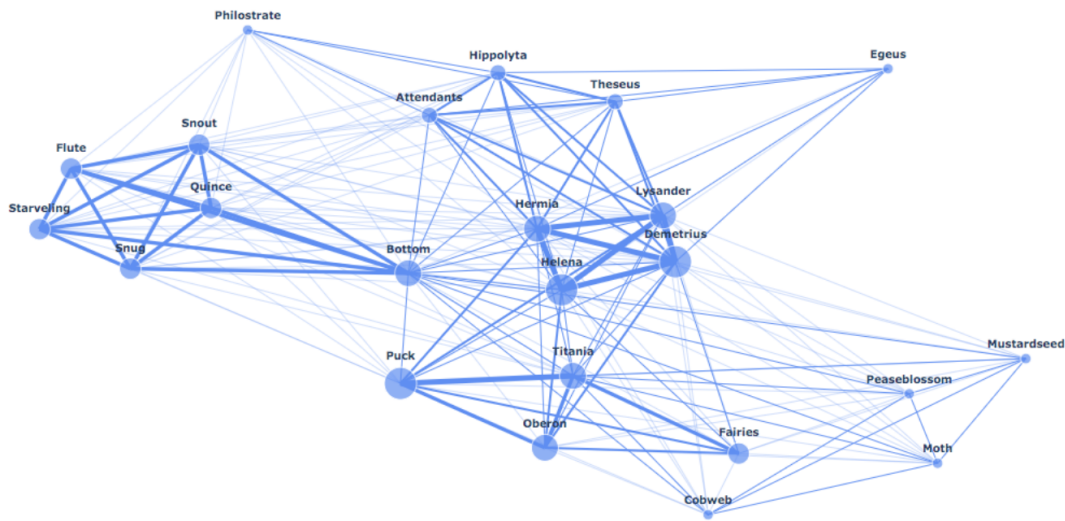 Philostrate
Hippolyta
Egeus
Theseus
Attendants
Snout
Flute
Quince
Lysander
Starveling
Hermia
Demetrius
Snug
Bottom
Helena
Mustardseed
Titania
Puck
Peaseblossom
Oberon
Fairies
Moth
Cobweb